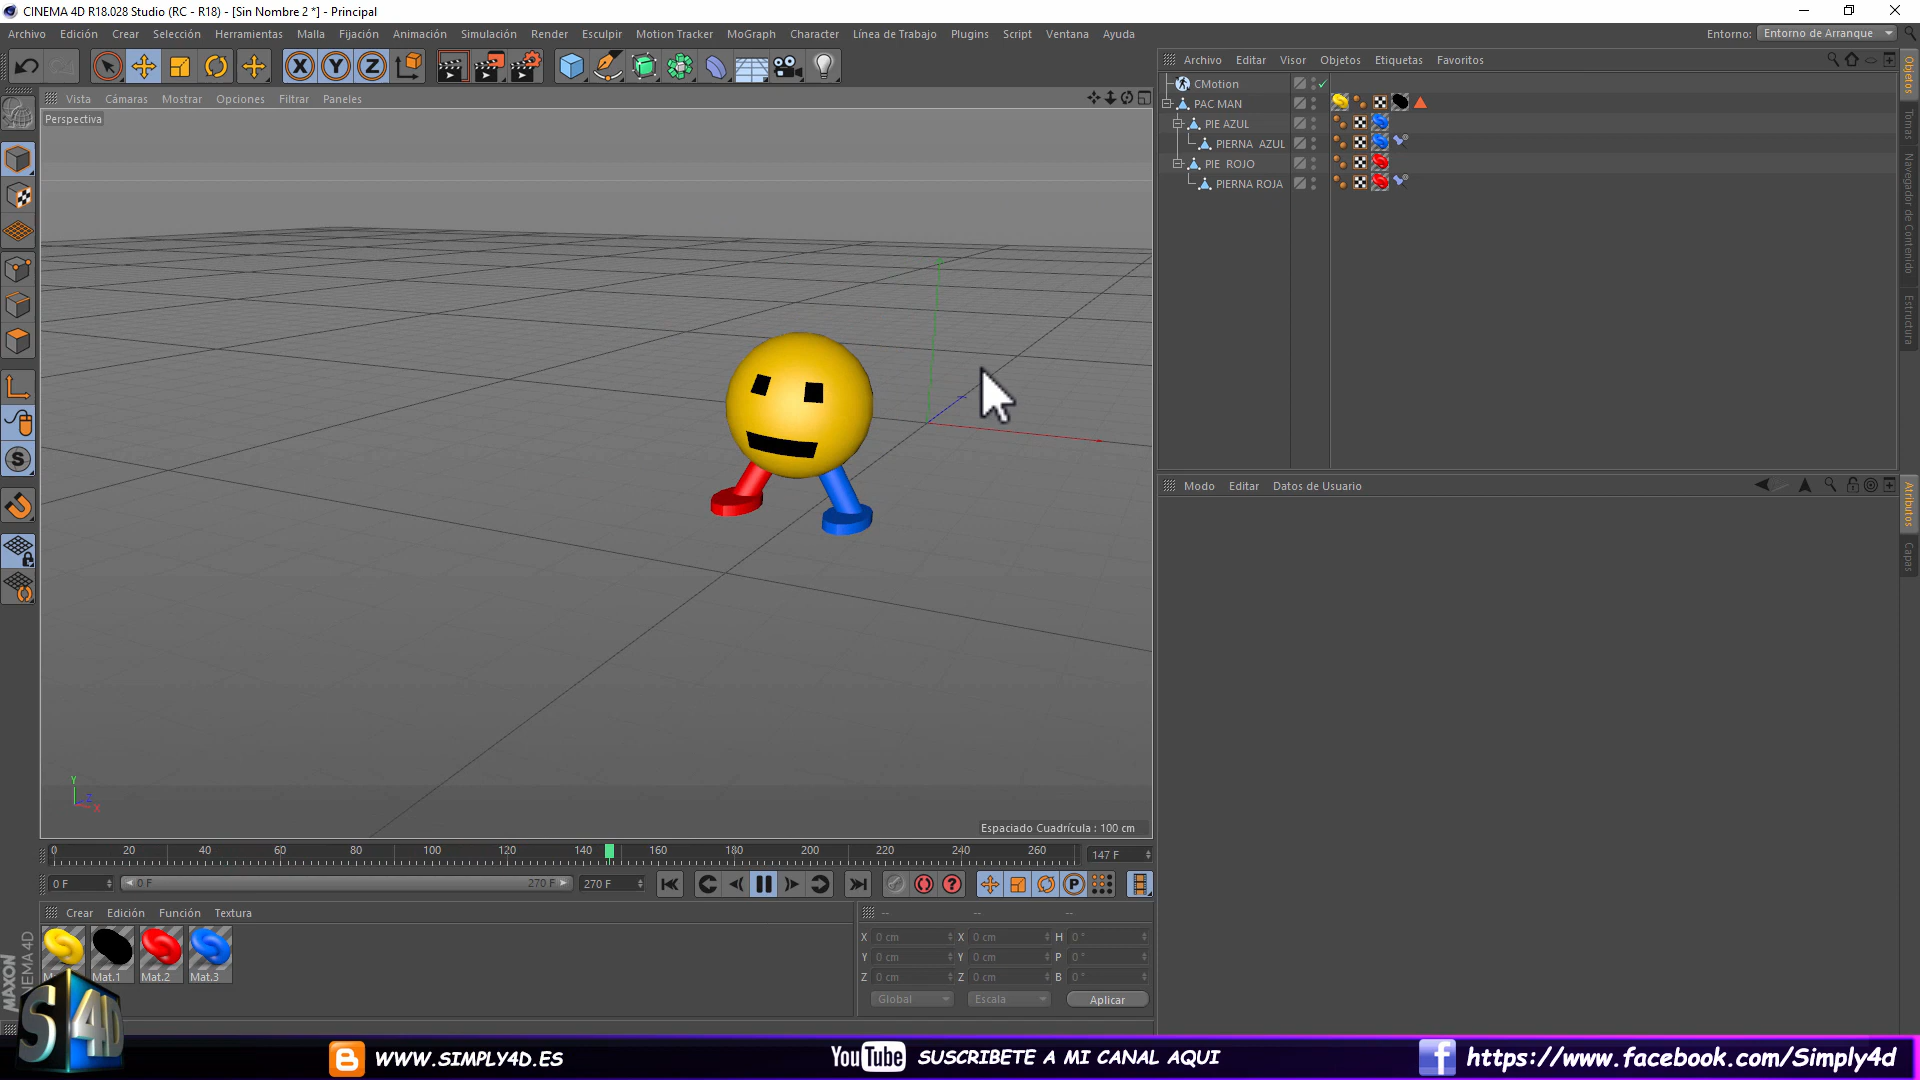 CINEMA 4D R18.028 Studio (RC - R18) - [Sin Nombre 2 *] - Principal
Archivo Edición Crear Selección Herramientas Malla Fijación Animación Simulación Render Esculpir Motion Tracker MoGraph Character Línea de Trabajo Plugins Script Ventana Ayuda Entorno: Entorno de Arranque
X Y Z
Archivo Editar Visor Objetos Etiquetas Favoritos
Vista Cámaras Mostrar Opciones Filtrar Paneles
Perspectiva
CMotion
PAC MAN
PIE AZUL
PIERNA AZUL
PIE ROJO
PIERNA ROJA
Objetos
Tomas
Navegador de Contenido
Estructura
Modo Editar Datos de Usuario
Atributos
Capas
S
Y
Z
X
Espaciado Cuadrícula : 100 cm
0 20 40 60 80 100 120 140 160 180 200 220 240 260 147 F
0 F 0 F 270 F 270 F
? P
Crear Edición Función Textura
-- -- --
Mat.1 Mat.2 Mat.3
X 0 cm X 0 cm H 0 °
Y 0 cm Y 0 cm P 0 °
Z 0 cm Z 0 cm B 0 °
Global Escala Aplicar
MAXON
CINEMA 4D
S 4D
WWW.SIMPLY4D.ES
YouTube SUSCRIBETE A MI CANAL AQUI
f https://www.facebook.com/Simply4d